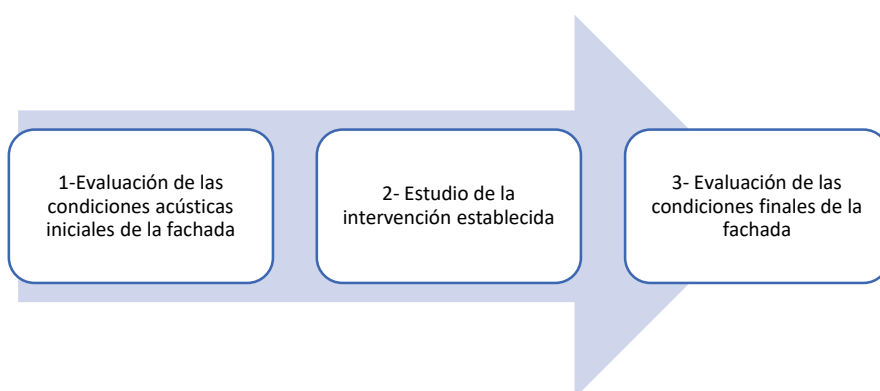 1-Evaluación de las
condiciones acústicas
iniciales de la fachada
2- Estudio de la
intervención establecida
3- Evaluación de las
condiciones finales de la
fachada